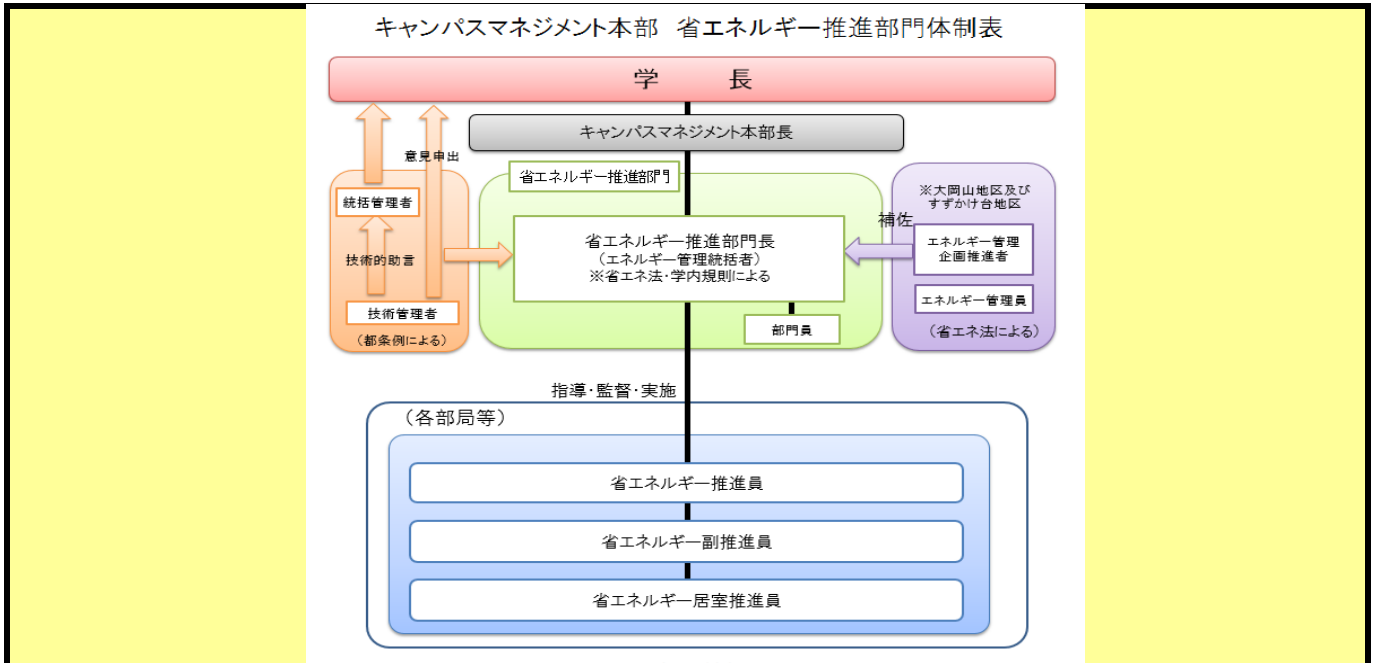 キャンパスマネジメント本部 省エネルギー推進部門体制表
学 長
キャンパスマネジメント本部長
意見申出
統括管理者
技術的助言
技術管理者
（都条例による）
省エネルギー推進部門
省エネルギー推進部門長
（エネルギー管理統括者）
※省エネ法・学内規則による
部門員
補佐
※大岡山地区及び
すずかけ台地区
エネルギー管理
企画推進者
エネルギー管理員
（省エネ法による）
指導・監督・実施
（各部局等）
省エネルギー推進員
省エネルギー副推進員
省エネルギー居室推進員